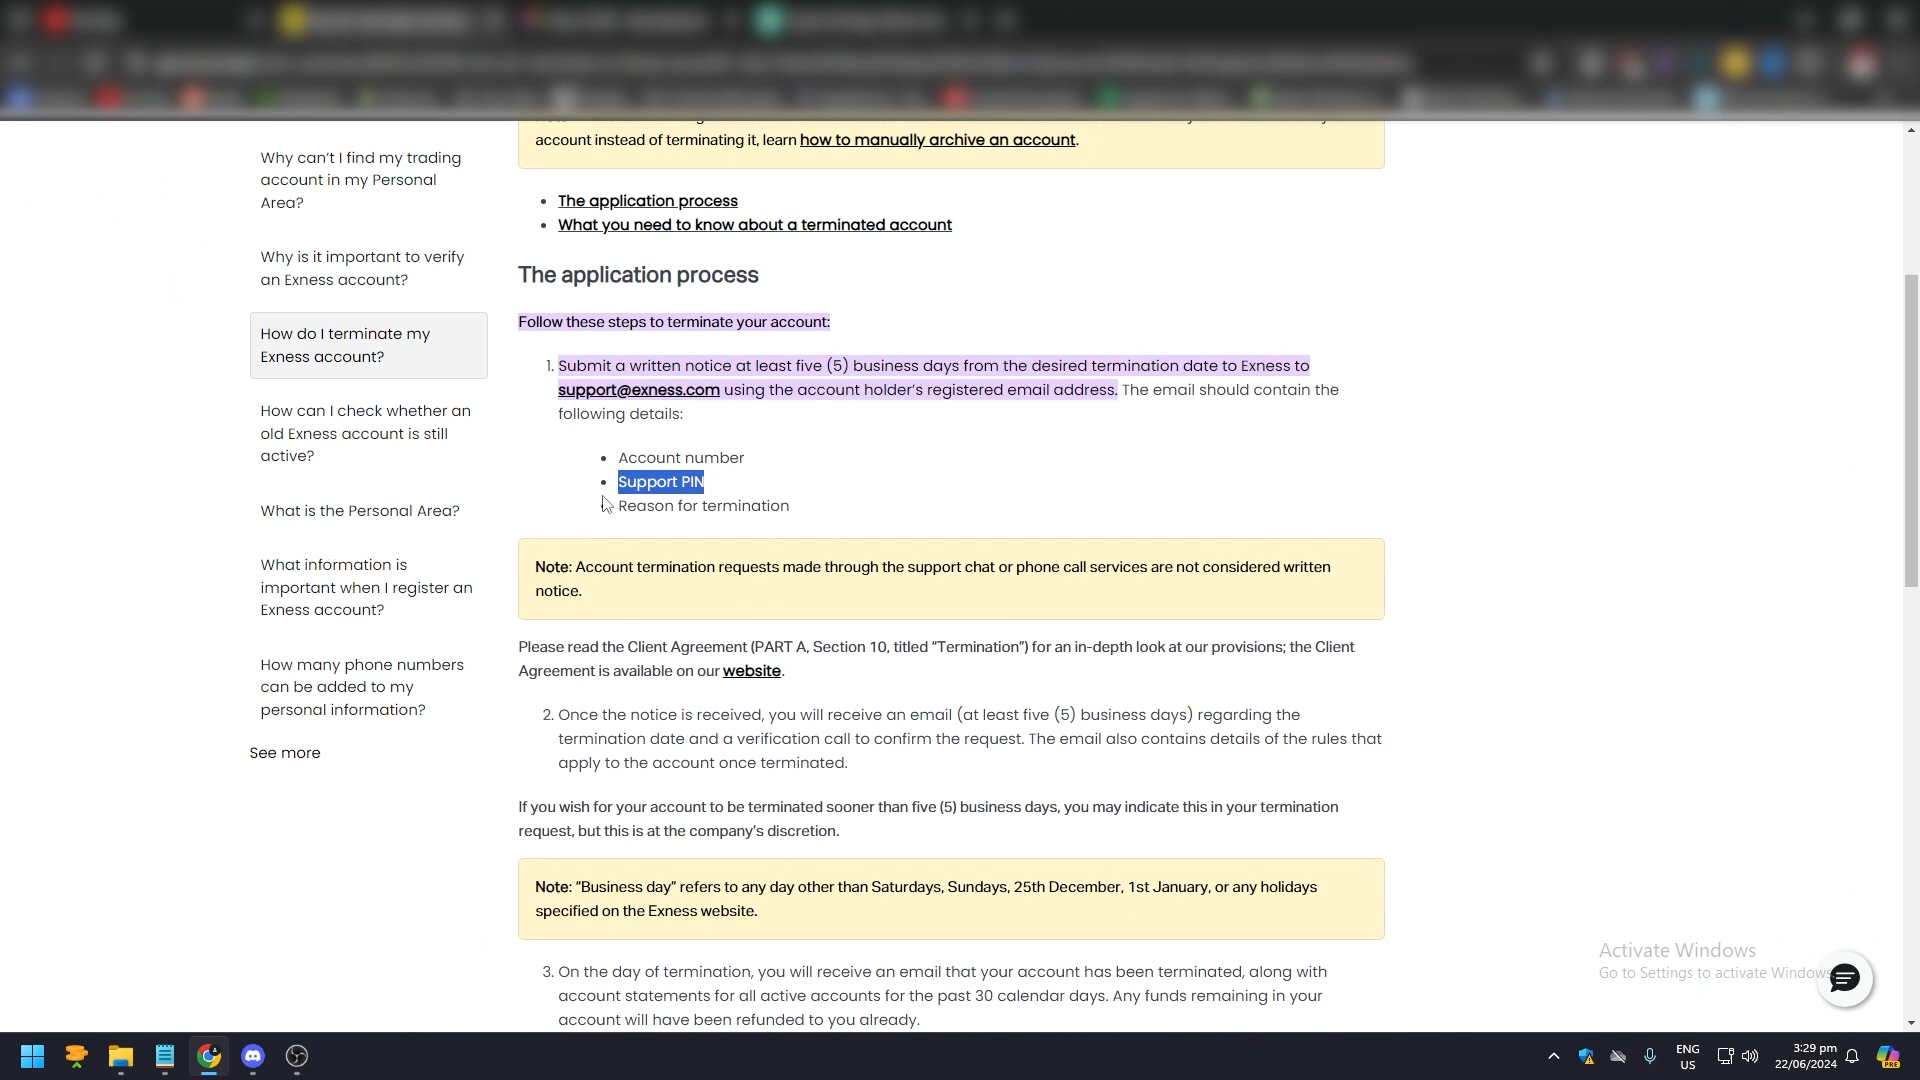 account instead of terminating it, learn how to manually archive an account.
Why can't I find my trading
account in my Personal
Area?
Why is it important to verify
an Exness account?
How do I terminate my
Exness account?
How can I check whether an
old Exness account is still
active?
What is the Personal Area?
What information is
important when I register an
Exness account?
How many phone numbers
can be added to my
personal information?
See more
• The application process
• What you need to know about a terminated account
The application process
Follow these steps to terminate your account:
1. Submit a written notice at least five (5) business days from the desired termination date to Exness to
support@exness.com using the account holder's registered email address. The email should contain the
following details:
• Account number
• Support PIN
Reason for termination
Note: Account termination requests made through the support chat or phone call services are not considered written
notice.
Please read the Client Agreement (PART A, Section 10, titled “Termination”) for an in-depth look at our provisions; the Client
Agreement is available on our website.
2. Once the notice is received, you will receive an email (at least five (5) business days) regarding the
termination date and a verification call to confirm the request. The email also contains details of the rules that
apply to the account once terminated.
If you wish for your account to be terminated sooner than five (5) business days, you may indicate this in your termination
request, but this is at the company's discretion.
Note: “Business day” refers to any day other than Saturdays, Sundays, 25th December, 1st January, or any holidays
specified on the Exness website.
3. On the day of termination, you will receive an email that your account has been terminated, along with
account statements for all active accounts for the past 30 calendar days. Any funds remaining in your
account will have been refunded to you already.
Activate Windows
Go to Settings to activate Windows
ENG
US
3:29 pm
22/06/2024
PRE